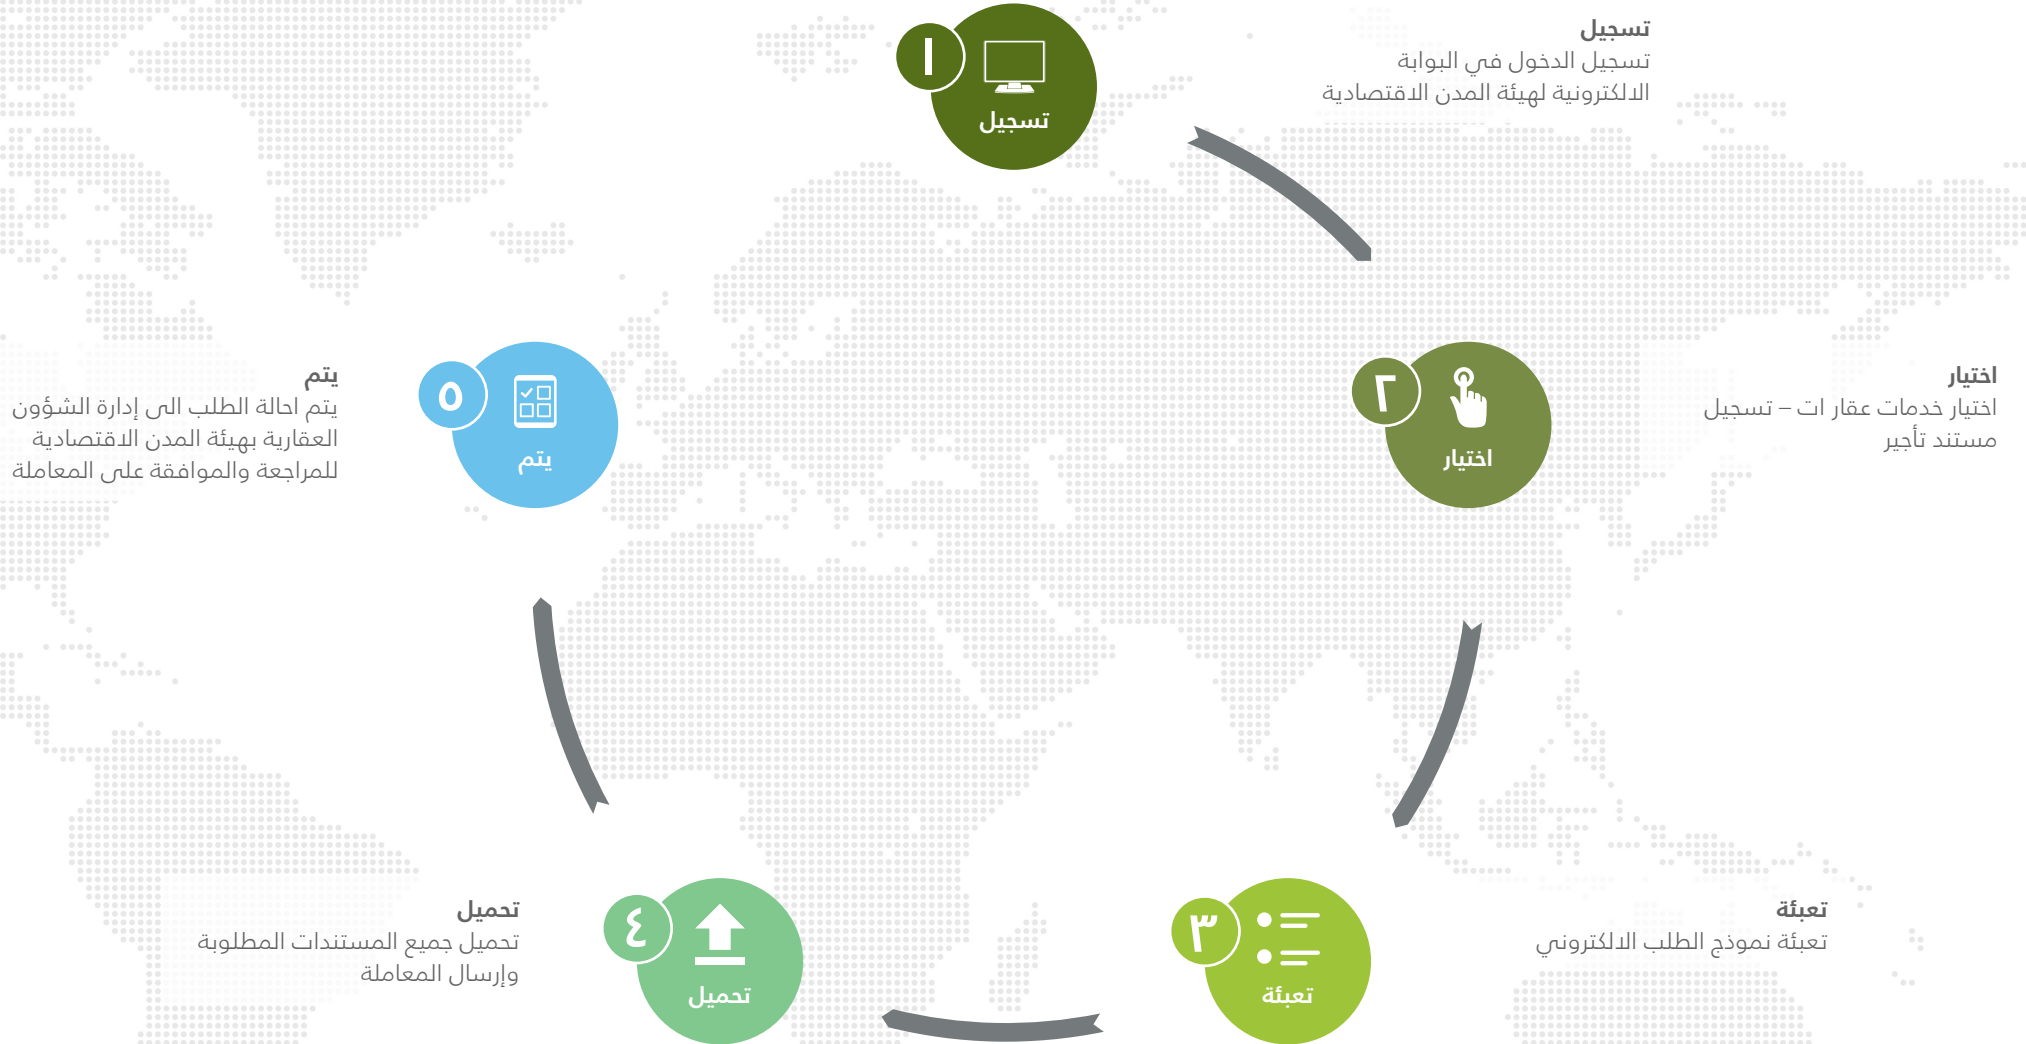 ١
تسجيل
تسجيل
تسجيل الدخول في البوابة
الالكترونية لهيئة المدن الاقتصادية
٢
اختيار
اختيار
اختيار خدمات عقار ات – تسجيل
مستند تأجير
٣
تعبئة
تعبئة
تعبئة نموذج الطلب الالكتروني
٤
تحميل
تحميل
تحميل جميع المستندات المطلوبة
وإرسال المعاملة
٥
يتم
يتم
يتم احالة الطلب الى إدارة الشؤون
العقارية بهيئة المدن الاقتصادية
للمراجعة والموافقة على المعاملة